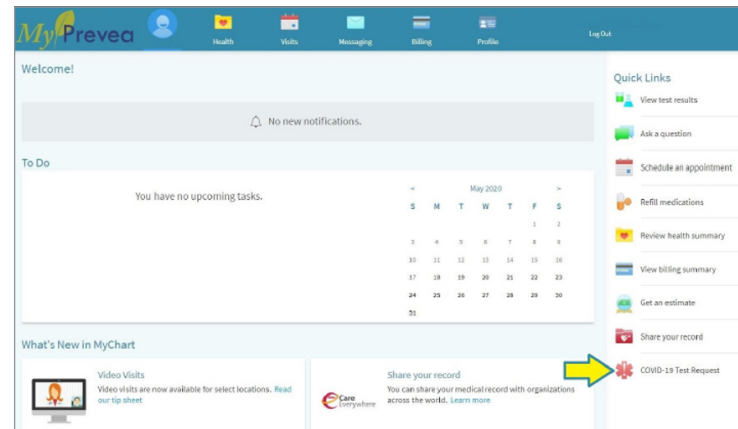 My Prevea
Health
Visits
Messaging
Billing
Profile
Log Out
Welcome!
No new notifications.
To Do
You have no upcoming tasks.
< May 2020 >
S M T W T F S
1 2
3 4 5 6 7 8 9
10 11 12 13 14 15 16
17 18 19 20 21 22 23
24 25 26 27 28 29 30
31
What's New in MyChart
Video Visits
Video visits are now available for select locations. Read
our tip sheet
Care
Everywhere
Share your record
You can share your medical record with organizations
across the world. Learn more
Quick Links
View test results
Ask a question
Schedule an appointment
Refill medications
Review health summary
View billing summary
Get an estimate
Share your record
COVID-19 Test Request